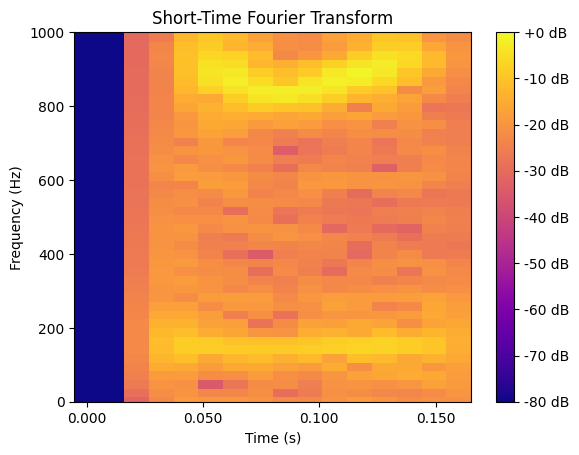 Short-Time Fourier Transform
1000
800
600
400
200
0
Frequency (Hz)
0.000
0.050
0.100
0.150
Time (s)
+0 dB
-10 dB
-20 dB
-30 dB
-40 dB
-50 dB
-60 dB
-70 dB
-80 dB